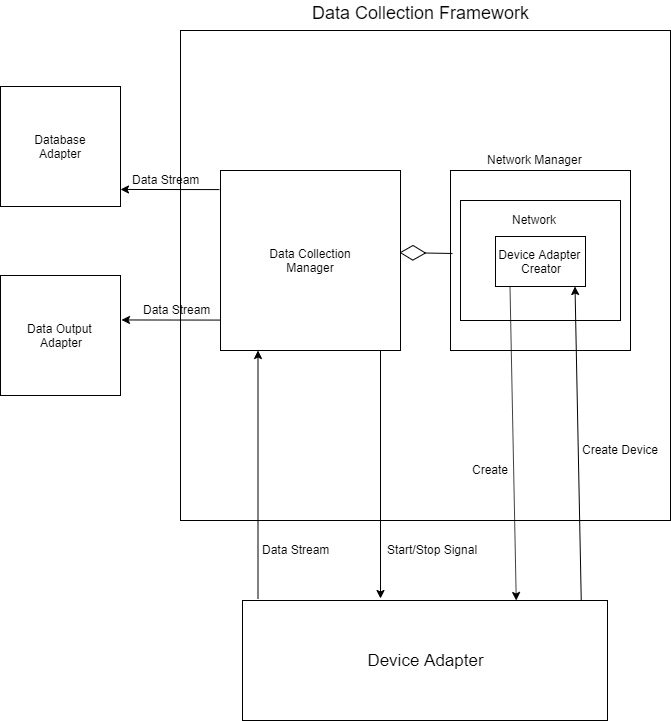 Data Collection Framework
Database
Adapter
Data Stream
Network Manager
Network
Device Adapter
Creator
Data Collection
Manager
Data Stream
Data Output
Adapter
Create Device
Create
Data Stream
Start/Stop Signal
Device Adapter